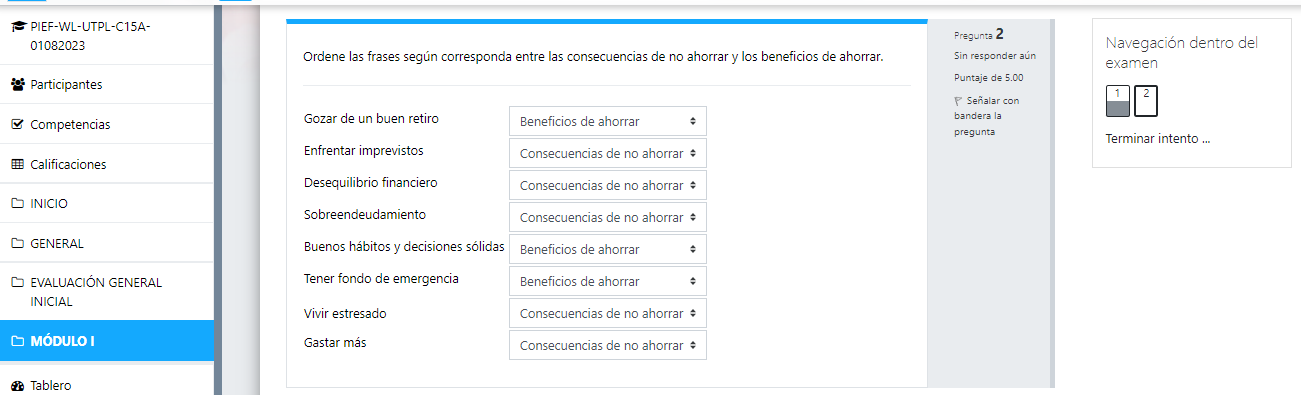 PIEF-WL-UTPL-C15A-
01082023
Participantes
Competencias
Calificaciones
INICIO
GENERAL
EVALUACIÓN GENERAL
INICIAL
MÓDULO I
Tablero
Ordene las frases según corresponda entre las consecuencias de no ahorrar y los beneficios de ahorrar.
Gozar de un buen retiro Beneficios de ahorrar
Enfrentar imprevistos Consecuencias de no ahorrar
Desequilibrio financiero Consecuencias de no ahorrar
Sobreendeudamiento Consecuencias de no ahorrar
Buenos hábitos y decisiones sólidas Beneficios de ahorrar
Tener fondo de emergencia Beneficios de ahorrar
Vivir estresado Consecuencias de no ahorrar
Gastar más Consecuencias de no ahorrar
Pregunta 2
Sin responder aún
Puntaje de 5.00
Señalar con
bandera la
pregunta
Navegación dentro del
examen
1 2
Terminar intento ...